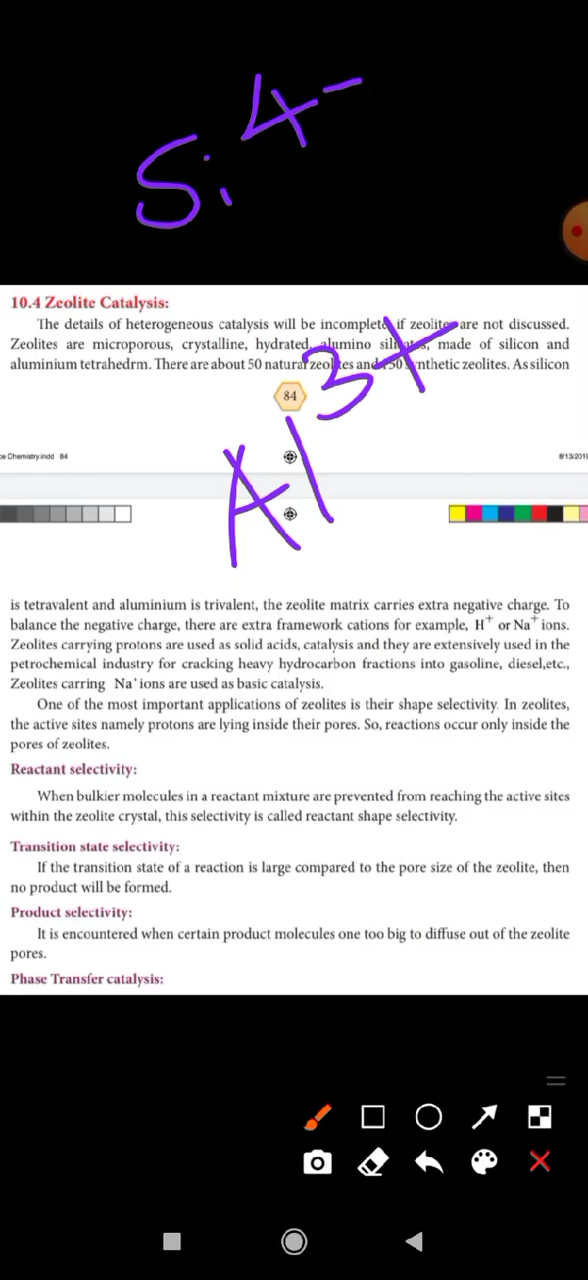 Si4-
10.4 Zeolite Catalysis:
The details of heterogeneous catalysis will be incomplete, if zeolites are not discussed.
Zeolites are microporous, crystalline, hydrated, alumino silicates, made of silicon and
aluminium tetrahedrm. There are about 50 natural zeolites and 150 synthetic zeolites. As silicon
Al3+
84
ce Chemistry.indd 84
8/13/2019
is tetravalent and aluminium is trivalent, the zeolite matrix carries extra negative charge. To
balance the negative charge, there are extra framework cations for example, H+ or Na+ ions.
Zeolites carrying protons are used as solid acids, catalysis and they are extensively used in the
petrochemical industry for cracking heavy hydrocarbon fractions into gasoline, diesel,etc.,
Zeolites carring Na+ions are used as basic catalysis.
One of the most important applications of zeolites is their shape selectivity. In zeolites,
the active sites namely protons are lying inside their pores. So, reactions occur only inside the
pores of zeolites.
Reactant selectivity:
When bulkier molecules in a reactant mixture are prevented from reaching the active sites
within the zeolite crystal, this selectivity is called reactant shape selectivity.
Transition state selectivity:
If the transition state of a reaction is large compared to the pore size of the zeolite, then
no product will be formed.
Product selectivity:
It is encountered when certain product molecules one too big to diffuse out of the zeolite
pores.
Phase Transfer catalysis: